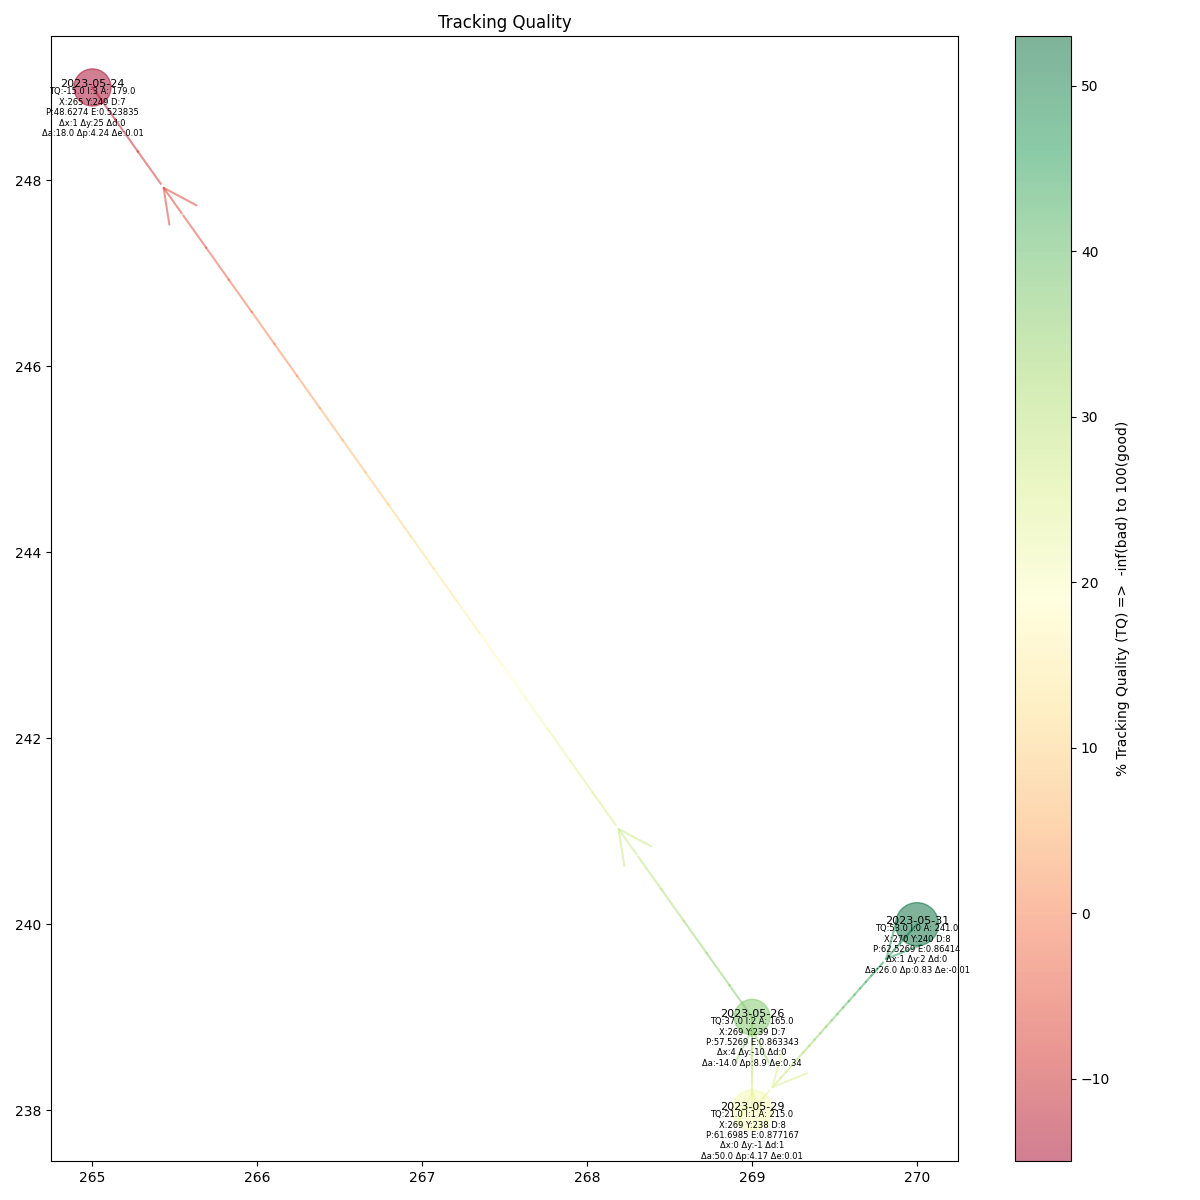 Tracking Quality
2023-05-24
TQ:-15.0 I:3 A: 179.0
X:265 Y:249 D:7
P:48.6274 E:0.523835
Δx:1 Δy:25 Δd:0
Δa:18.0 Δp:4.24 Δe:0.01
2023-05-31
TQ:53.0 I:0 A: 241.0
X:270 Y:240 D:8
P:62.5269 E:0.86414
Δx:1 Δy:2 Δd:0
Δa:26.0 Δp:0.83 Δe:-0.01
2023-05-26
TQ:37.0 I:2 A: 165.0
X:269 Y:239 D:7
P:57.5269 E:0.863343
Δx:4 Δy:-10 Δd:0
Δa:-14.0 Δp:8.9 Δe:0.34
2023-05-29
TQ:21.0 I:1 A: 215.0
X:269 Y:238 D:8
P:61.6985 E:0.877167
Δx:0 Δy:-1 Δd:1
Δa:50.0 Δp:4.17 Δe:0.01
248
246
244
242
240
238
265
266
267
268
269
270
50
40
30
20
10
0
−10
% Tracking Quality (TQ) => -inf(bad) to 100(good)